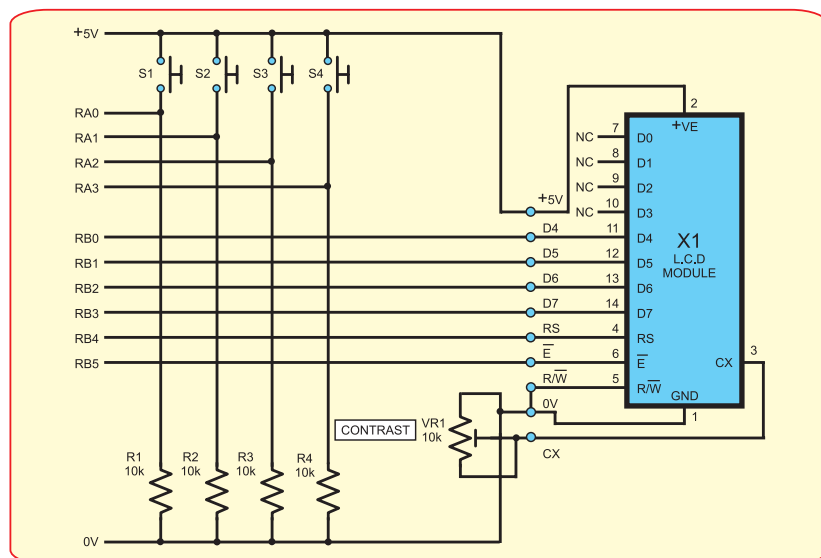 +5V
S1
S2
S3
S4
RA0
RA1
RA2
RA3
RB0
RB1
RB2
RB3
RB4
RB5
+5V
D4
D5
D6
D7
RS
E̅
R/W̅
0V
CX
NC
NC
NC
NC
7
8
9
10
11
12
13
14
4
6
5
2
+VE
D0
D1
D2
D3
D4
D5
D6
D7
RS
E̅
R/W̅
X1
L.C.D
MODULE
CX
3
GND
1
CONTRAST
VR1
10k
R1
10k
R2
10k
R3
10k
R4
10k
0V